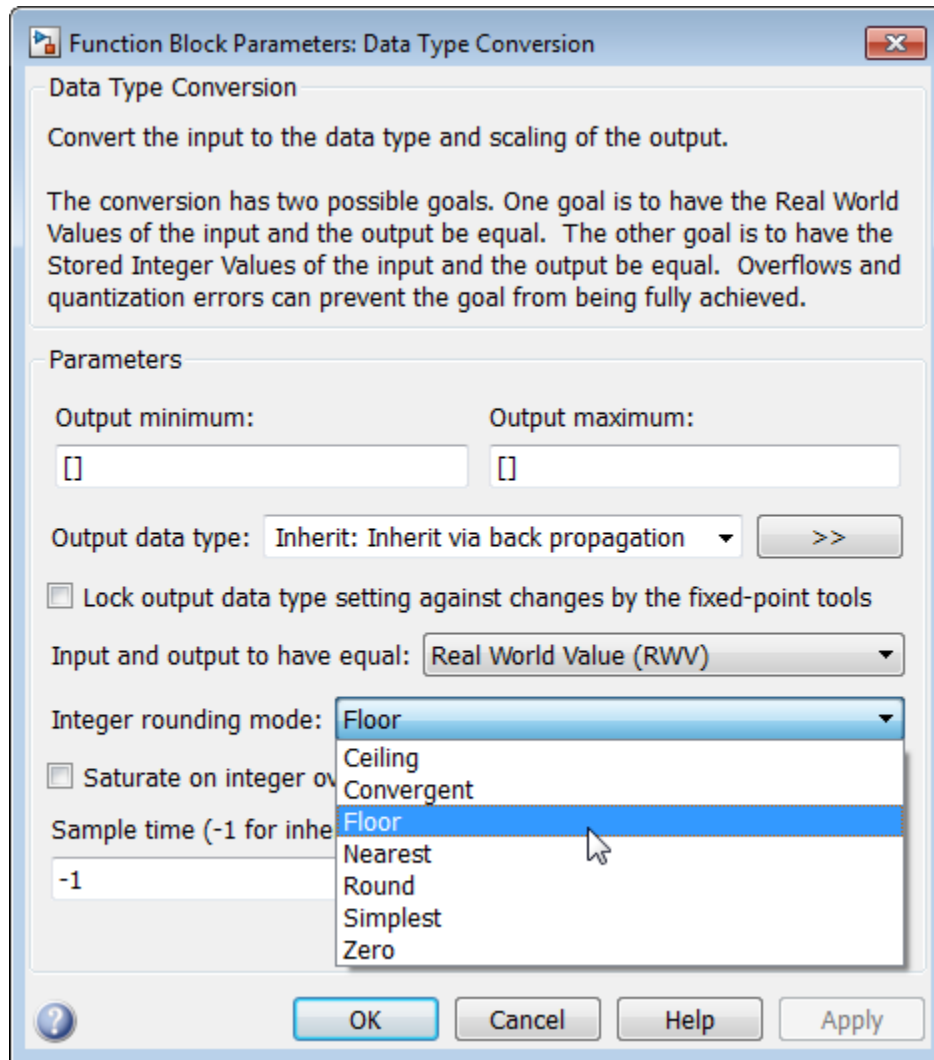 Function Block Parameters: Data Type Conversion
Data Type Conversion
Convert the input to the data type and scaling of the output.
The conversion has two possible goals. One goal is to have the Real World
Values of the input and the output be equal.  The other goal is to have the
Stored Integer Values of the input and the output be equal.  Overflows and
quantization errors can prevent the goal from being fully achieved.
Parameters
Output minimum:
Output maximum:
[]
[]
Output data type: Inherit: Inherit via back propagation >>
Lock output data type setting against changes by the fixed-point tools
Input and output to have equal: Real World Value (RWV)
Integer rounding mode: Floor
Ceiling
Convergent
Floor
Nearest
Round
Simplest
Zero
Saturate on integer ov
Sample time (-1 for inhe
-1
? OK Cancel Help Apply